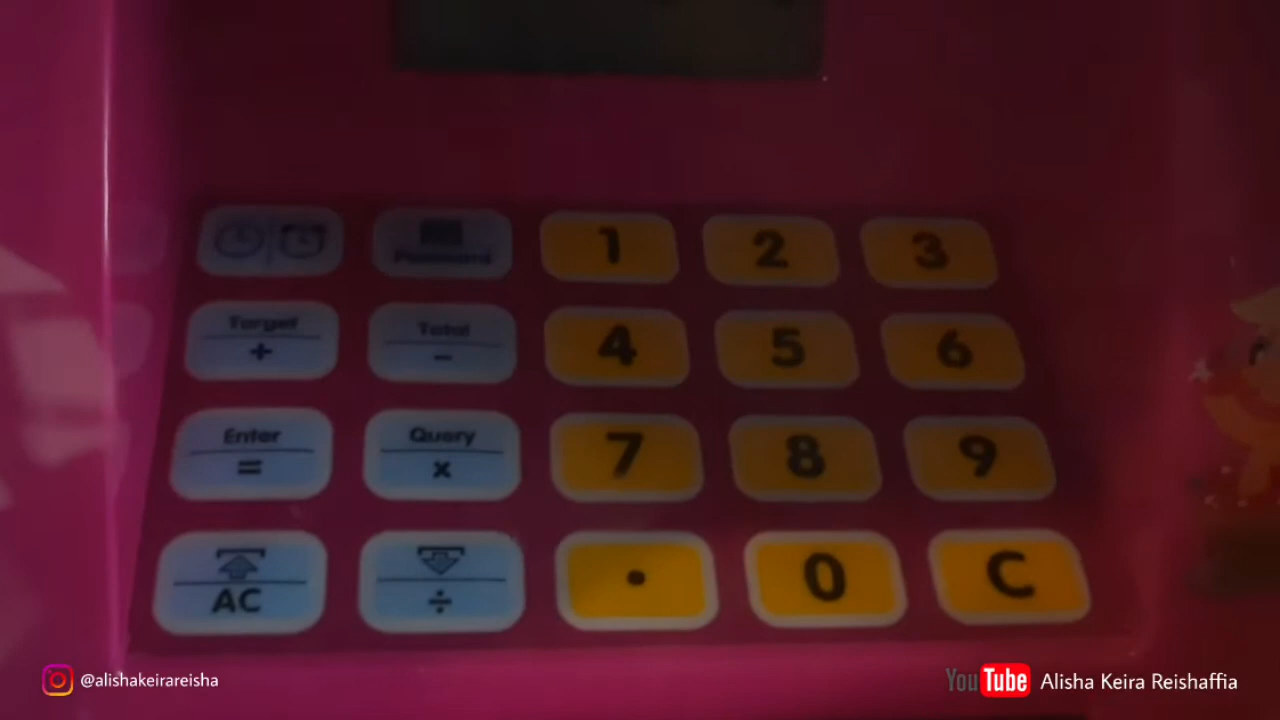 Password 1 2 3
Target Total
+ - 4 5 6
Enter Query
= x 7 8 9
AC ÷ . 0 C
@alishakeirareisha YouTube Alisha Keira Reishaffia